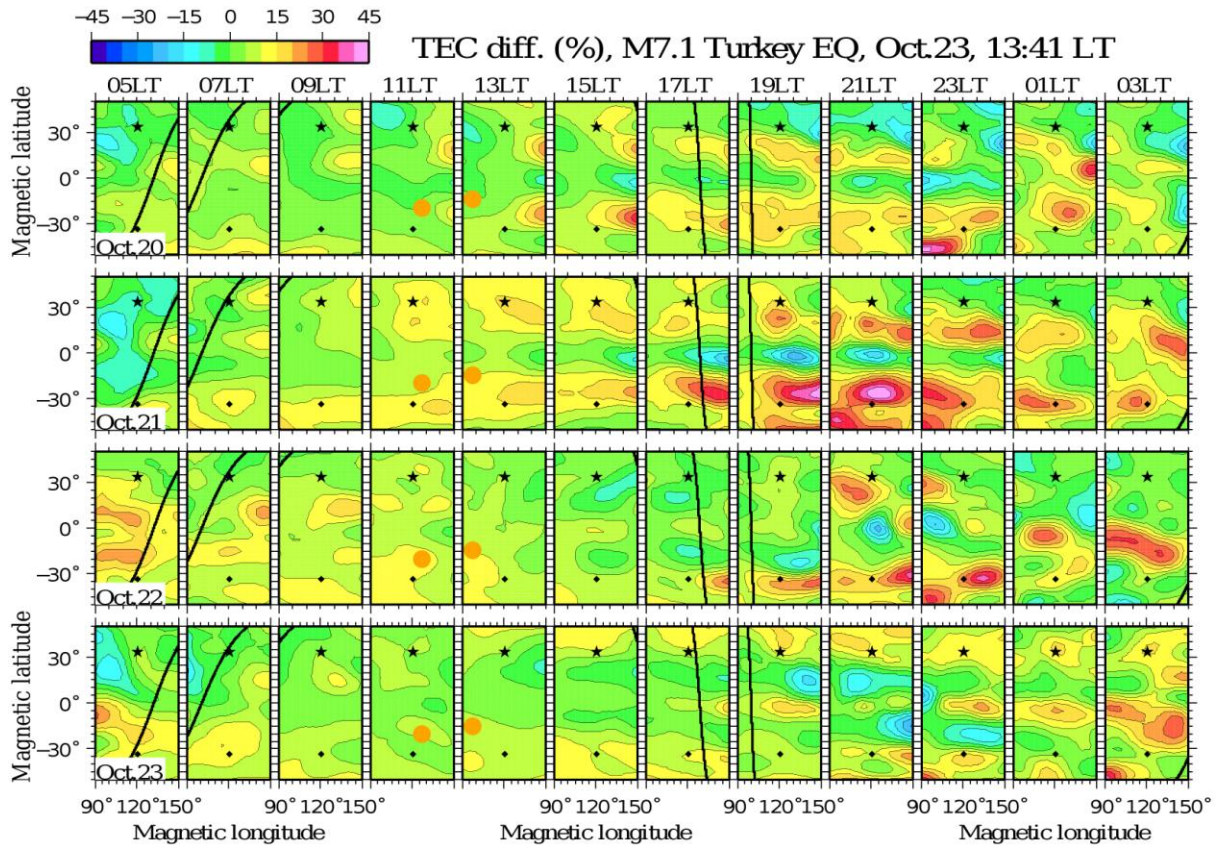 −45 −30 −15 0 15 30 45
TEC diff. (%), M7.1 Turkey EQ, Oct.23, 13:41 LT
05LT 07LT 09LT 11LT 13LT 15LT 17LT 19LT 21LT 23LT 01LT 03LT
Magnetic latitude
30°
0°
−30°
Oct.20
30°
0°
−30°
Oct.21
30°
0°
−30°
Oct.22
Magnetic latitude
30°
0°
−30°
Oct.23
90° 120°150° 90° 120°150° 90° 120°150° 90° 120°150° 90° 120°150°
Magnetic longitude Magnetic longitude Magnetic longitude